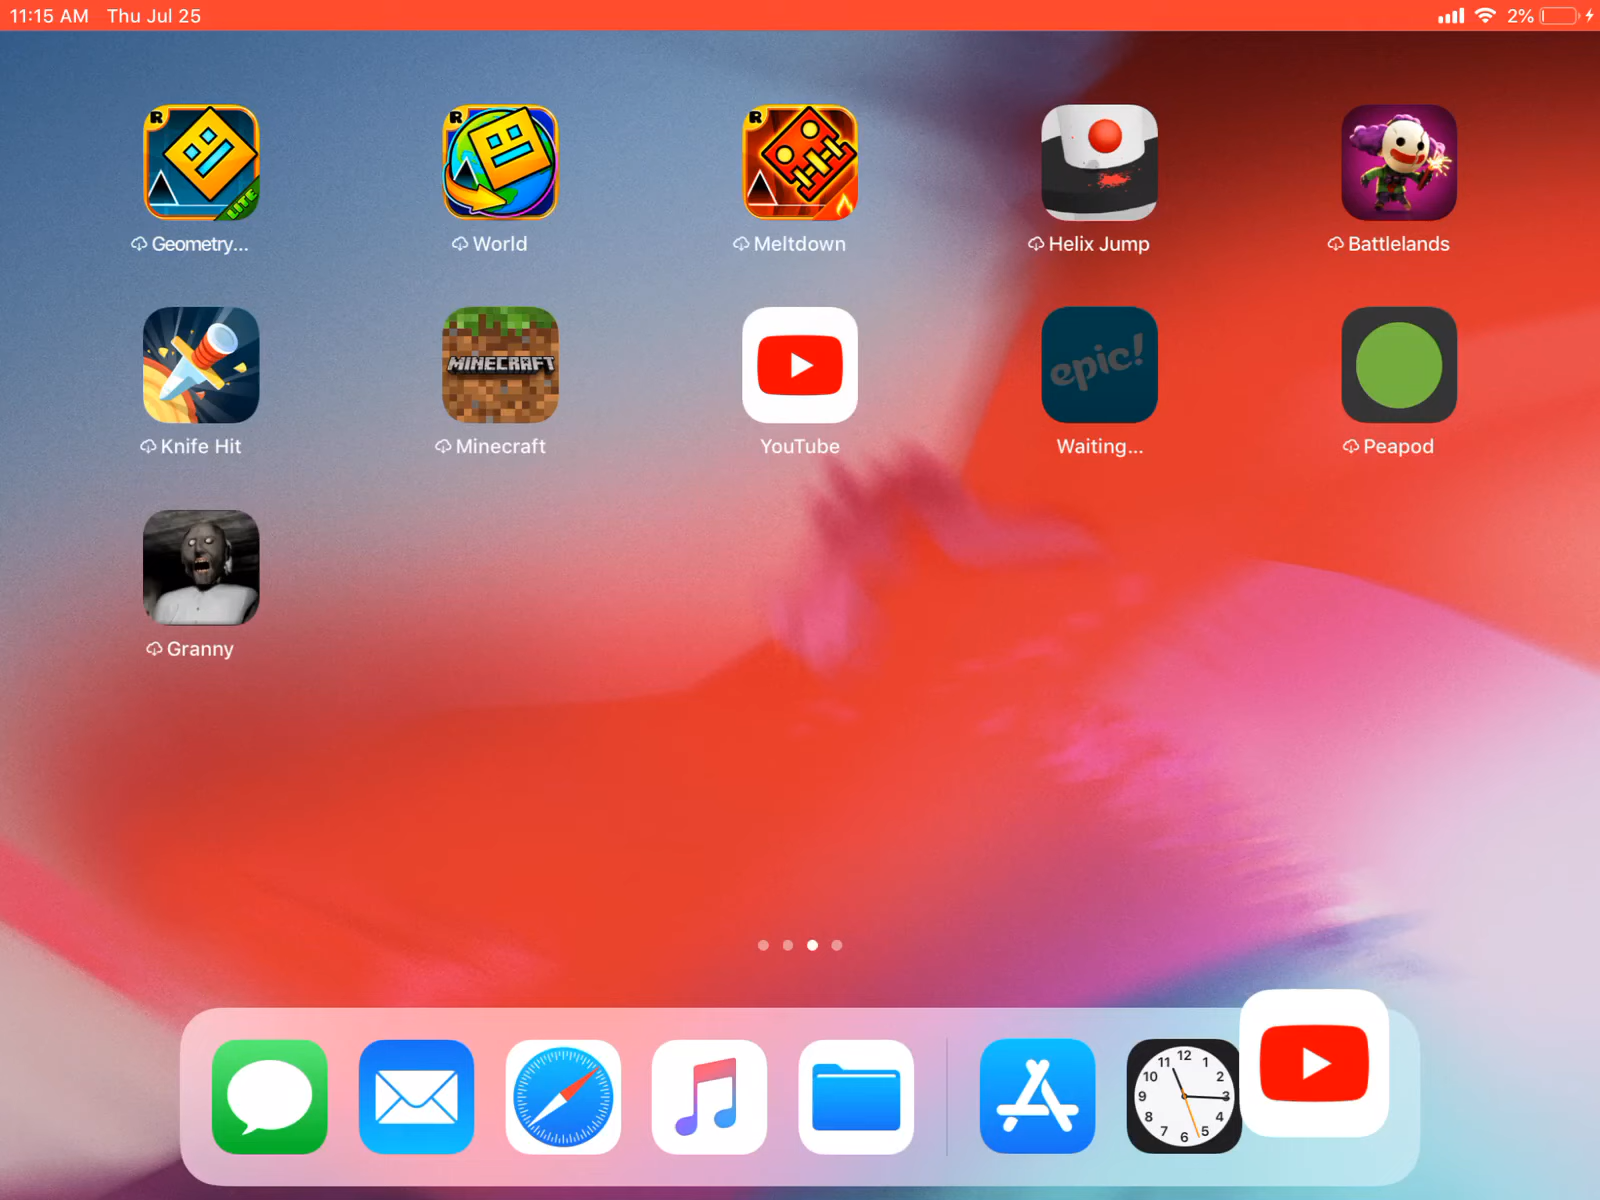 11:15 AM Thu Jul 25
2%
R
LITE
R
R
Geometry...
World
Meltdown
Helix Jump
Battlelands
MINECRAFT
epic!
Knife Hit
Minecraft
YouTube
Waiting...
Peapod
Granny
12
11 1
10 2
9 3
8 4
7 5
6